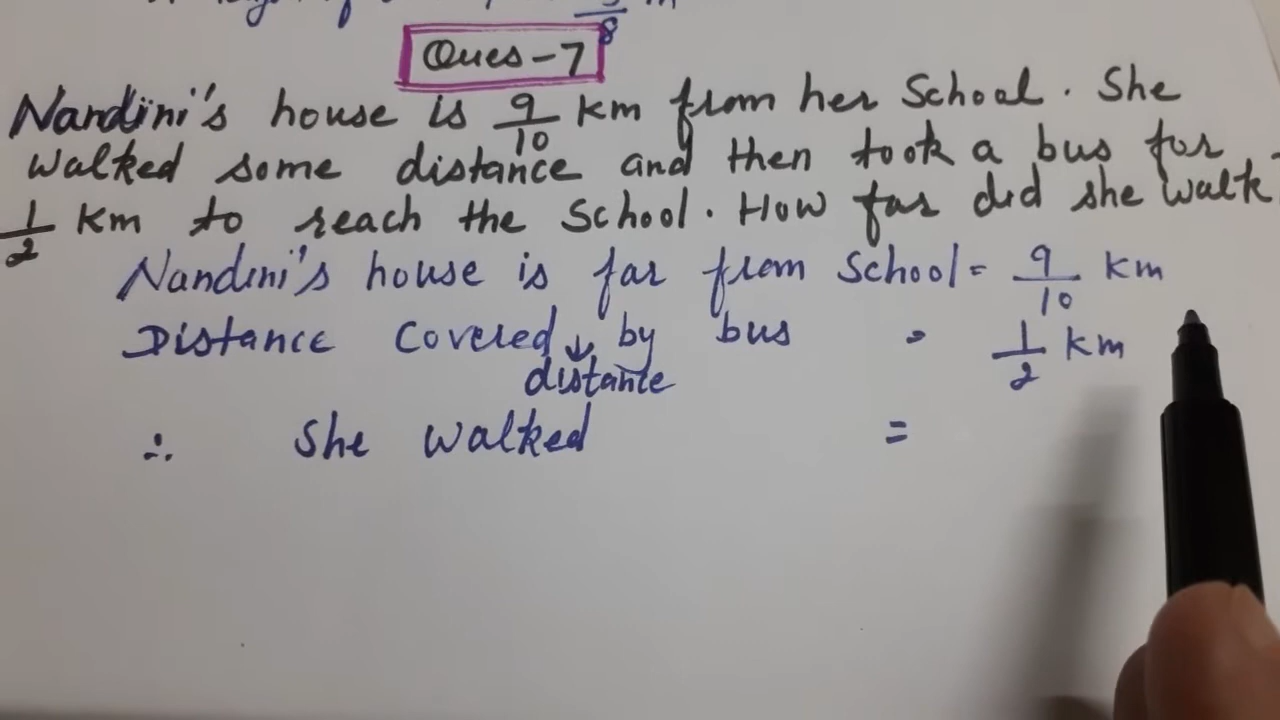 8
Ques-7
Nandini's house is 9/10 km from her School. She
walked some distance and then took a bus for
1/2 km to reach the School. How far did she walk
Nandini's house is far from School = 9/10 km
Distance Covered by bus = 1/2 km
distance
∴ She walked =